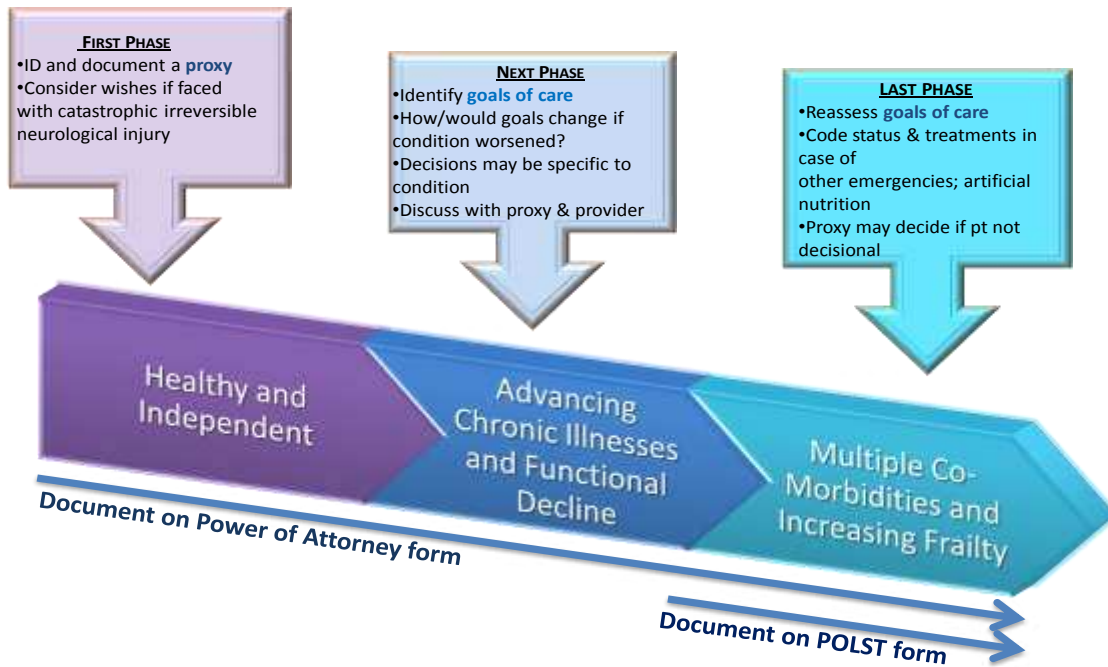 FIRST PHASE
•ID and document a proxy
•Consider wishes if faced
with catastrophic irreversible
neurological injury
NEXT PHASE
•Identify goals of care
•How/would goals change if
condition worsened?
•Decisions may be specific to
condition
•Discuss with proxy & provider
LAST PHASE
•Reassess goals of care
•Code status & treatments in
case of
other emergencies; artificial
nutrition
•Proxy may decide if pt not
decisional
Healthy and
Independent
Advancing
Chronic Illnesses
and Functional
Decline
Multiple Co-
Morbidities and
Increasing Frailty
Document on Power of Attorney form
Document on POLST form